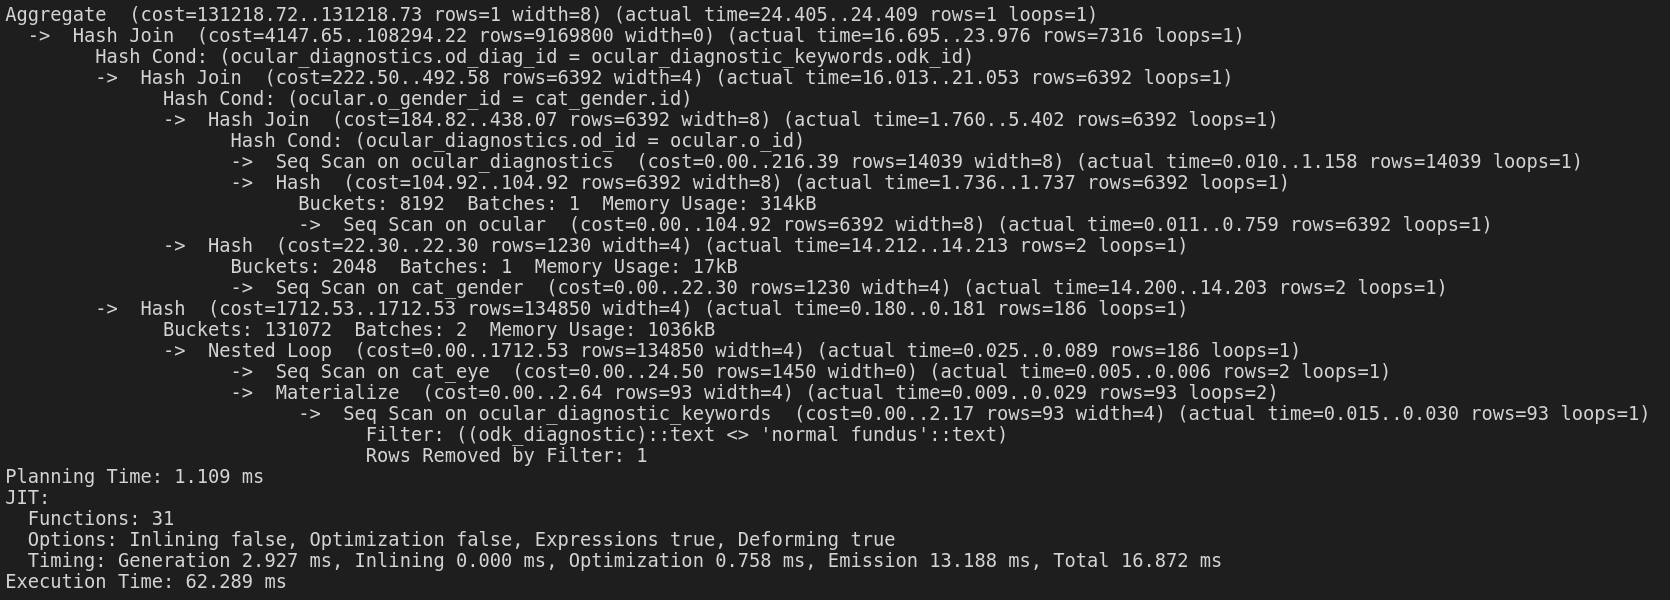 Aggregate  (cost=131218.72..131218.73 rows=1 width=8) (actual time=24.405..24.409 rows=1 loops=1)
  ->  Hash Join  (cost=4147.65..108294.22 rows=9169800 width=0) (actual time=16.695..23.976 rows=7316 loops=1)
        Hash Cond: (ocular_diagnostics.od_diag_id = ocular_diagnostic_keywords.odk_id)
        ->  Hash Join  (cost=222.50..492.58 rows=6392 width=4) (actual time=16.013..21.053 rows=6392 loops=1)
              Hash Cond: (ocular.o_gender_id = cat_gender.id)
              ->  Hash Join  (cost=184.82..438.07 rows=6392 width=8) (actual time=1.760..5.402 rows=6392 loops=1)
                    Hash Cond: (ocular_diagnostics.od_id = ocular.o_id)
                    ->  Seq Scan on ocular_diagnostics  (cost=0.00..216.39 rows=14039 width=8) (actual time=0.010..1.158 rows=14039 loops=1)
                    ->  Hash  (cost=104.92..104.92 rows=6392 width=8) (actual time=1.736..1.737 rows=6392 loops=1)
                          Buckets: 8192  Batches: 1  Memory Usage: 314kB
                          ->  Seq Scan on ocular  (cost=0.00..104.92 rows=6392 width=8) (actual time=0.011..0.759 rows=6392 loops=1)
              ->  Hash  (cost=22.30..22.30 rows=1230 width=4) (actual time=14.212..14.213 rows=2 loops=1)
                    Buckets: 2048  Batches: 1  Memory Usage: 17kB
                    ->  Seq Scan on cat_gender  (cost=0.00..22.30 rows=1230 width=4) (actual time=14.200..14.203 rows=2 loops=1)
        ->  Hash  (cost=1712.53..1712.53 rows=134850 width=4) (actual time=0.180..0.181 rows=186 loops=1)
              Buckets: 131072  Batches: 2  Memory Usage: 1036kB
              ->  Nested Loop  (cost=0.00..1712.53 rows=134850 width=4) (actual time=0.025..0.089 rows=186 loops=1)
                    ->  Seq Scan on cat_eye  (cost=0.00..24.50 rows=1450 width=0) (actual time=0.005..0.006 rows=2 loops=1)
                    ->  Materialize  (cost=0.00..2.64 rows=93 width=4) (actual time=0.009..0.029 rows=93 loops=2)
                          ->  Seq Scan on ocular_diagnostic_keywords  (cost=0.00..2.17 rows=93 width=4) (actual time=0.015..0.030 rows=93 loops=1)
                                Filter: ((odk_diagnostic)::text <> 'normal fundus'::text)
                                Rows Removed by Filter: 1
Planning Time: 1.109 ms
JIT:
  Functions: 31
  Options: Inlining false, Optimization false, Expressions true, Deforming true
  Timing: Generation 2.927 ms, Inlining 0.000 ms, Optimization 0.758 ms, Emission 13.188 ms, Total 16.872 ms
Execution Time: 62.289 ms